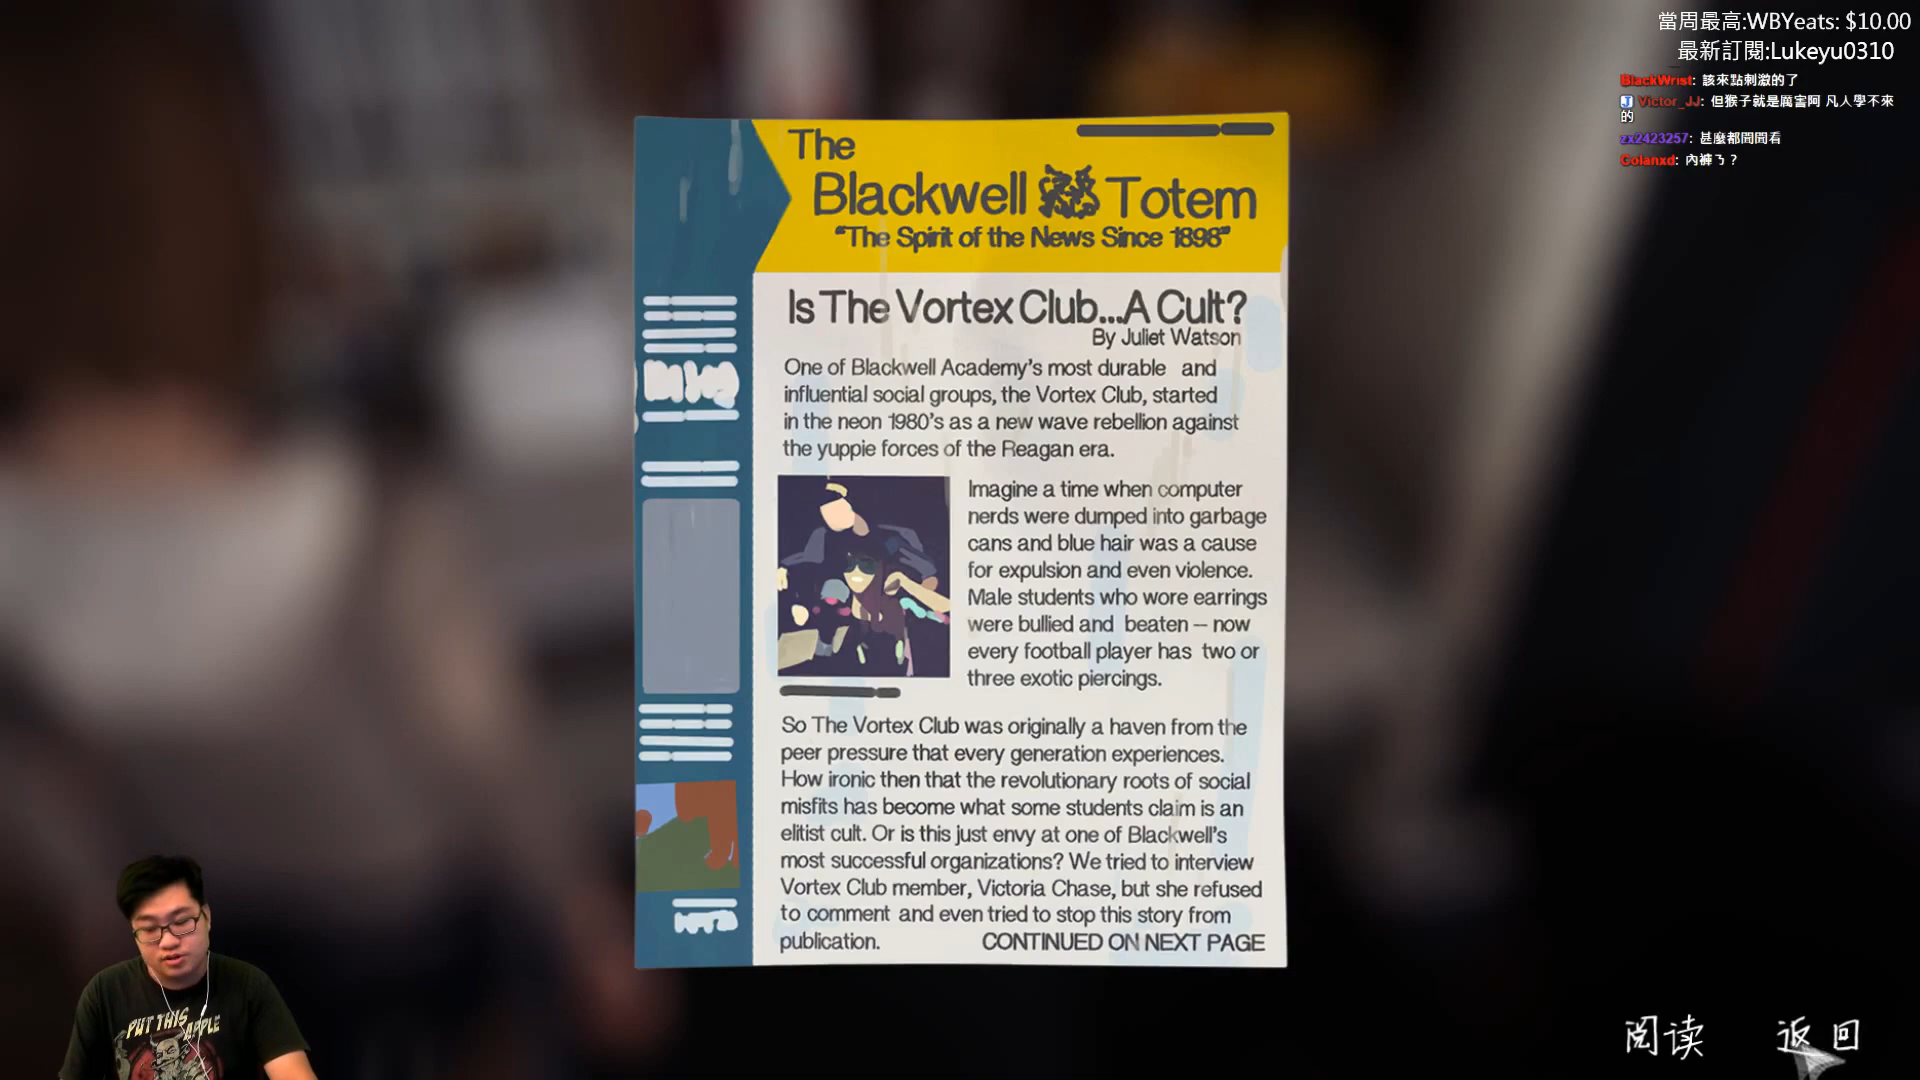 當周最高:WBYeats: $10.00
最新訂閱:Lukeyu0310
BlackWrist: 該來點刺激的了
Victor_JJ: 但猴子就是厲害阿 凡人學不來
的
zx2423257: 甚麼都聞聞看
Colanxd: 內褲ㄋ？
The
Blackwell Totem
"The Spirit of the News Since 1898"
Is The Vortex Club...A Cult?
By Juliet Watson
One of Blackwell Academy's most durable and
influential social groups, the Vortex Club, started
in the neon 1980's as a new wave rebellion against
the yuppie forces of the Reagan era.
Imagine a time when computer
nerds were dumped into garbage
cans and blue hair was a cause
for expulsion and even violence.
Male students who wore earrings
were bullied and beaten – now
every football player has two or
three exotic piercings.
So The Vortex Club was originally a haven from the
peer pressure that every generation experiences.
How ironic then that the revolutionary roots of social
misfits has become what some students claim is an
elitist cult. Or is this just envy at one of Blackwell's
most successful organizations? We tried to interview
Vortex Club member, Victoria Chase, but she refused
to comment and even tried to stop this story from
publication. CONTINUED ON NEXT PAGE
PUT THIS
APPLE
阅读 返回